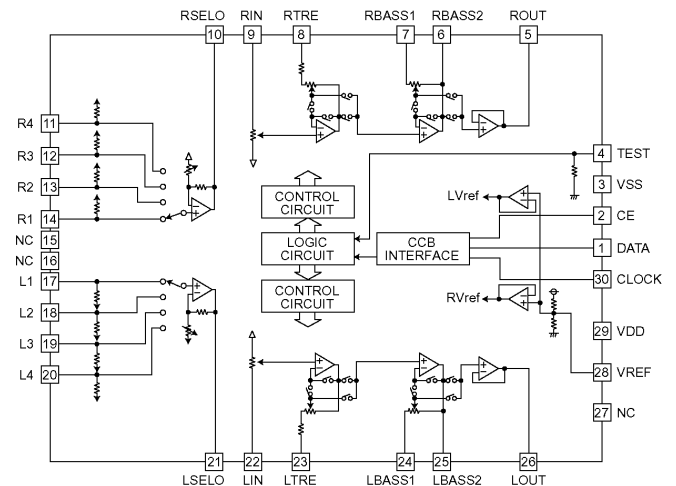 RSELO RIN RTRE RBASS1 RBASS2 ROUT
10 9 8 7 6 5
R4 11
R3 12
R2 13
R1 14
NC 15
NC 16
L1 17
L2 18
L3 19
L4 20
4 TEST
3 VSS
2 CE
1 DATA
30 CLOCK
29 VDD
28 VREF
27 NC
LVref
RVref
CONTROL
CIRCUIT
LOGIC
CIRCUIT
CCB
INTERFACE
CONTROL
CIRCUIT
21 22 23 24 25 26
LSELO LIN LTRE LBASS1 LBASS2 LOUT